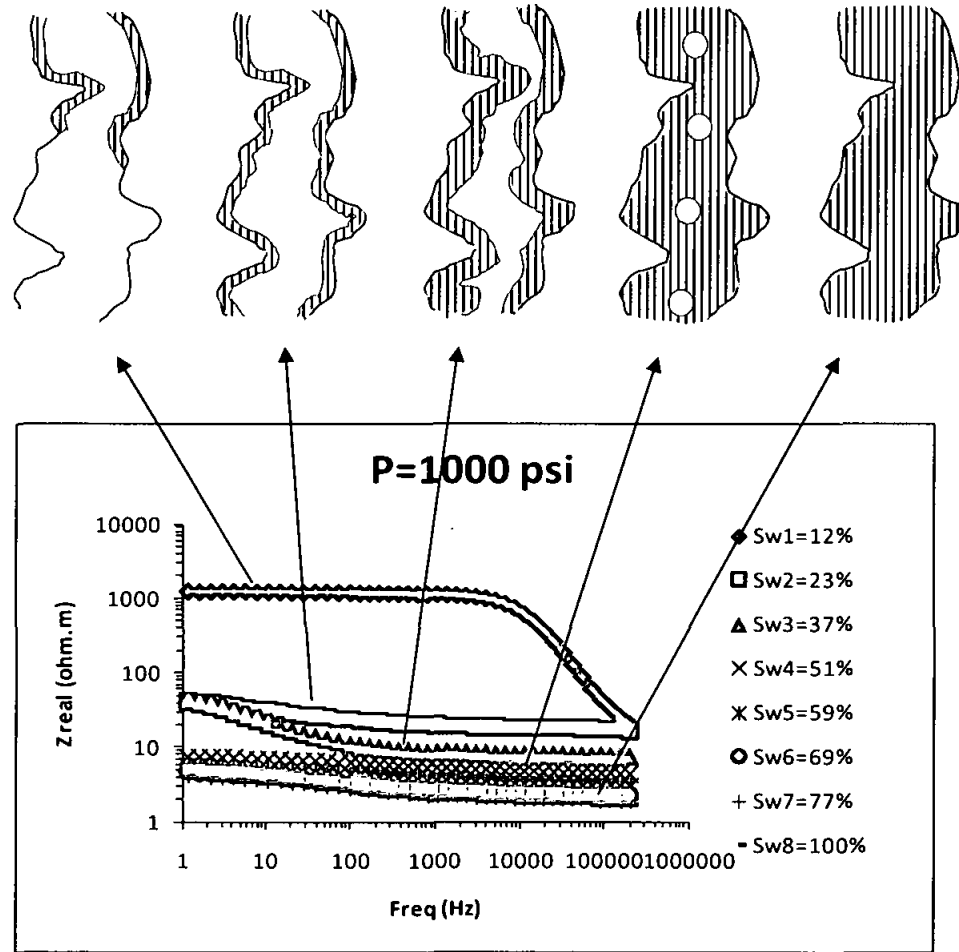 P=1000 psi
Z real (ohm.m)
10000
1000
100
10
1
1 10 100 1000 10000 1000001000000
Freq (Hz)
Sw1=12%
Sw2=23%
Sw3=37%
Sw4=51%
Sw5=59%
Sw6=69%
Sw7=77%
Sw8=100%